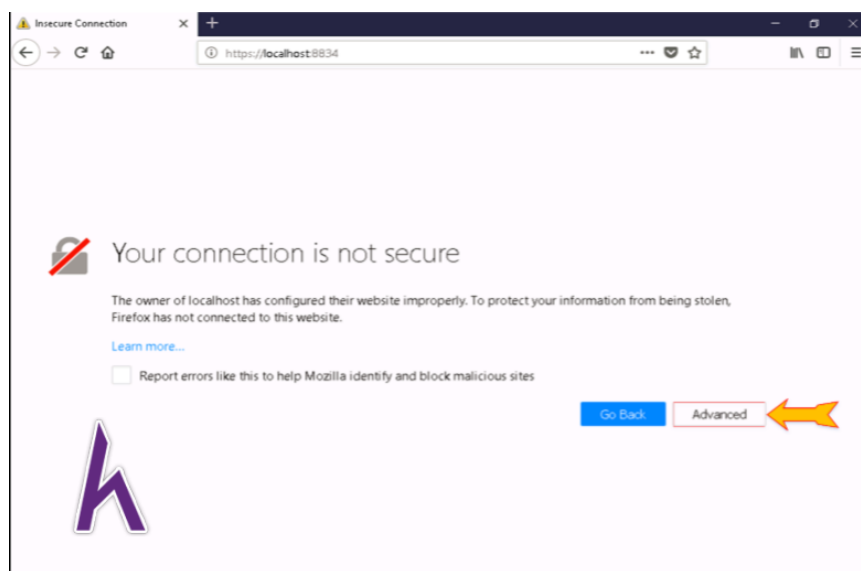 Insecure Connection
https://localhost:8834
Your connection is not secure
The owner of localhost has configured their website improperly. To protect your information from being stolen,
Firefox has not connected to this website.
Learn more...
Report errors like this to help Mozilla identify and block malicious sites
Go Back Advanced